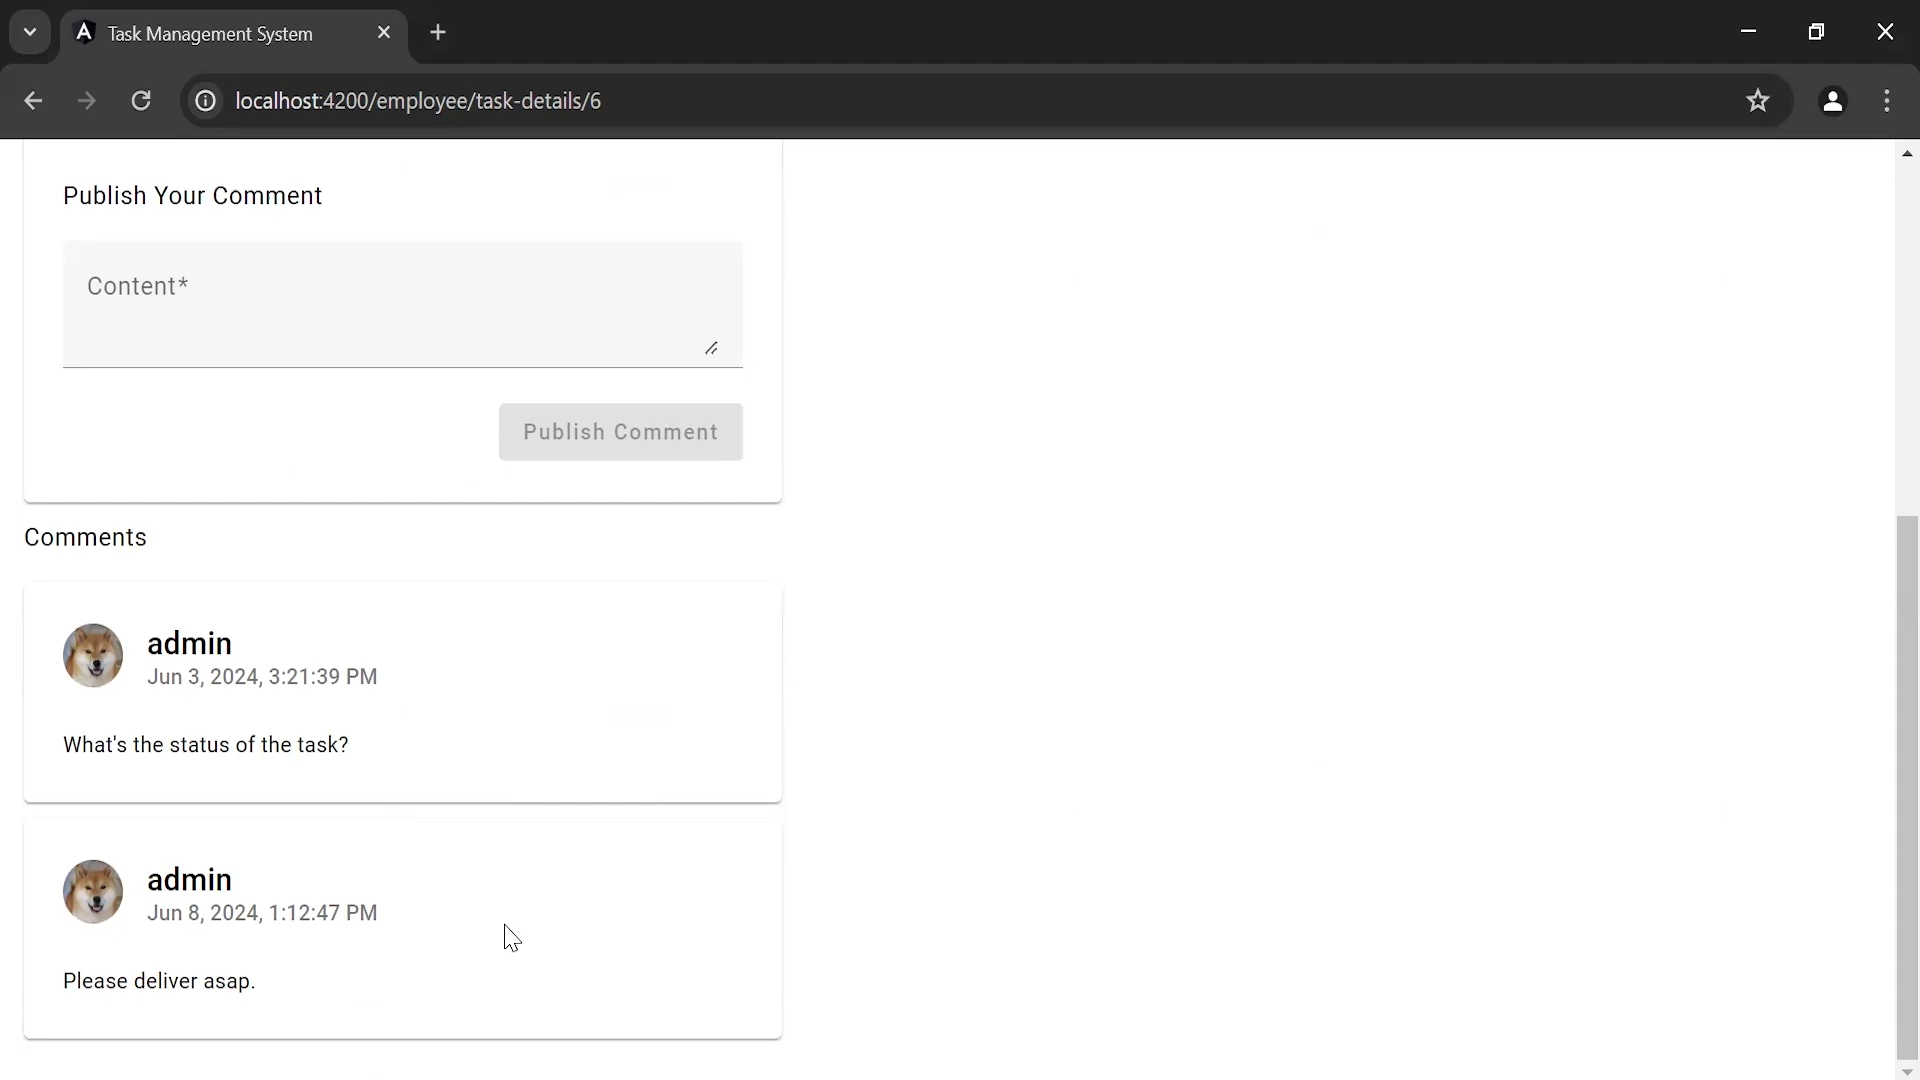 Task Management System
localhost:4200/employee/task-details/6
Publish Your Comment
Content*
Publish Comment
Comments
admin
Jun 3, 2024, 3:21:39 PM
What's the status of the task?
admin
Jun 8, 2024, 1:12:47 PM
Please deliver asap.